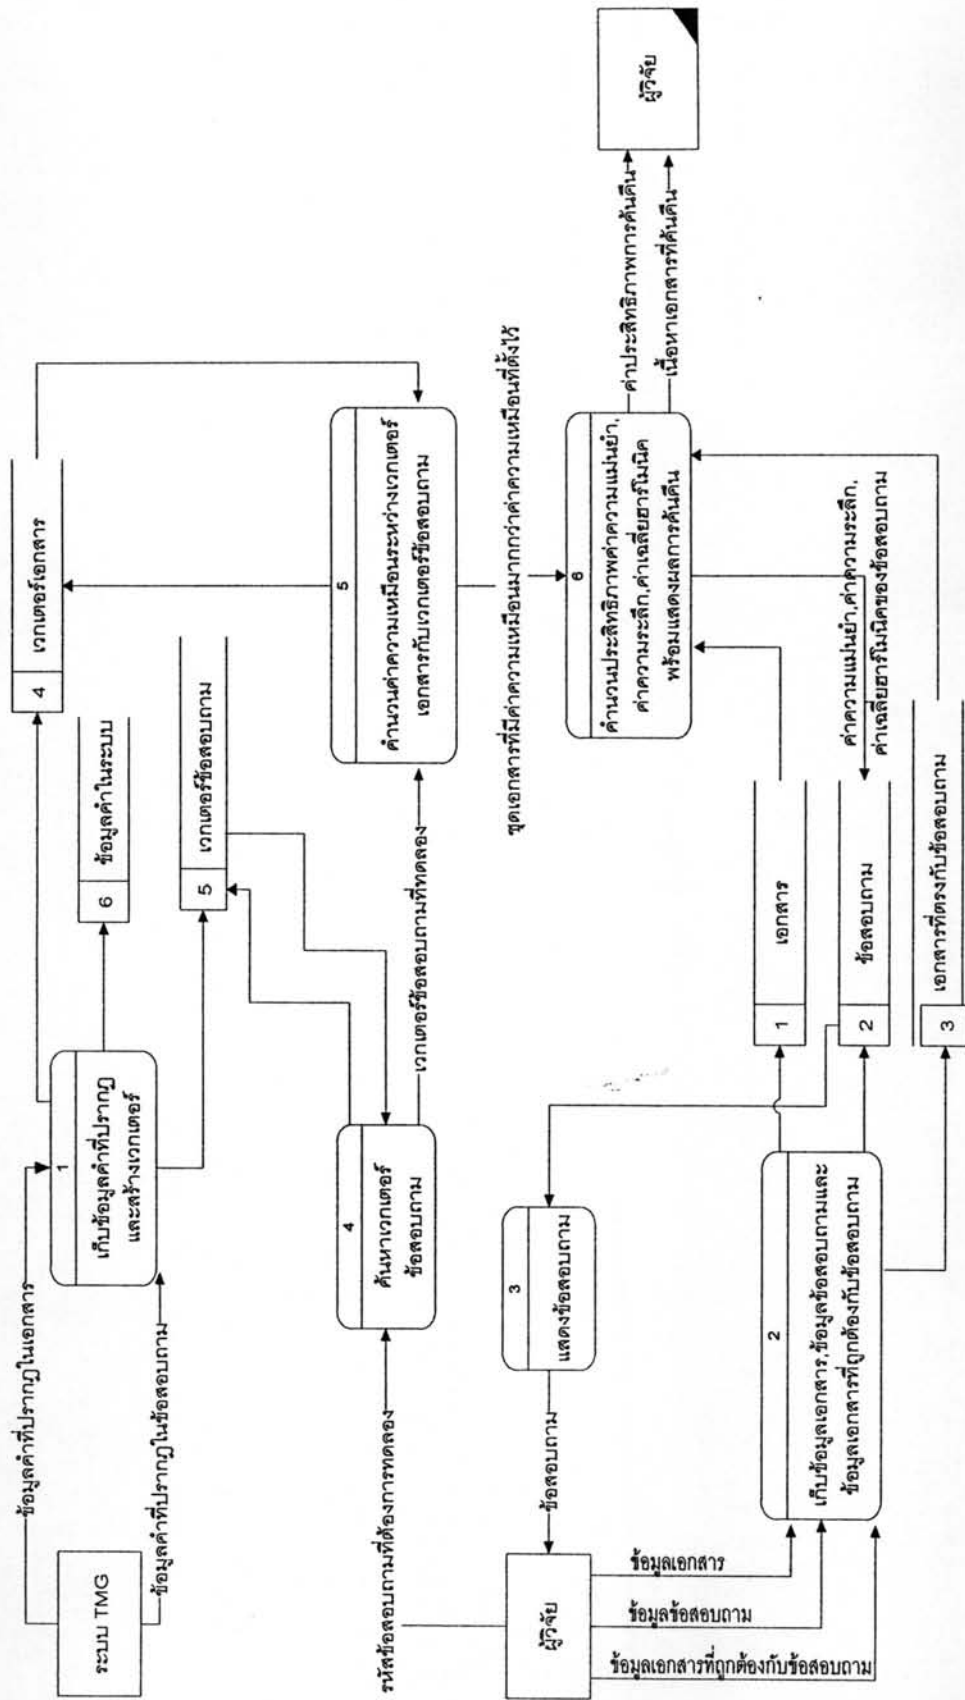 ระบบ TMG
ข้อมูลคำที่ปรากฏในเอกสาร
ข้อมูลคำที่ปรากฏในข้อสอบถาม
1
เก็บข้อมูลคำที่ปรากฏ
และสร้างเวกเตอร์
4
เวกเตอร์เอกสาร
6
ข้อมูลคำในระบบ
5
เวกเตอร์ข้อสอบถาม
รหัสข้อสอบถามที่ต้องการทดลอง
4
ค้นหาเวกเตอร์
ข้อสอบถาม
เวกเตอร์ข้อสอบถามที่ทดลอง
5
คำนวนค่าความเหมือนระหว่างเวกเตอร์
เอกสารกับเวกเตอร์ข้อสอบถาม
ชุดเอกสารที่มีค่าความเหมือนมากกว่าค่าความเหมือนที่ตั้งไว้
ผู้วิจัย
ข้อสอบถาม
3
แสดงข้อสอบถาม
6
คำนวนประสิทธิภาพค่าความแม่นยำ,
ค่าความระลึก,ค่าเฉลี่ยฮาร์โมนิค
พร้อมแสดงผลการค้นคืน
ค่าประสิทธิภาพการค้นคืน
เนื้อหาเอกสารที่ค้นคืน
ผู้วิจัย
ข้อมูลเอกสาร
ข้อมูลข้อสอบถาม
ข้อมูลเอกสารที่ถูกต้องกับข้อสอบถาม
2
เก็บข้อมูลเอกสาร,ข้อมูลข้อสอบถามและ
ข้อมูลเอกสารที่ถูกต้องกับข้อสอบถาม
1
เอกสาร
2
ข้อสอบถาม
3
เอกสารที่ตรงกับข้อสอบถาม
ค่าความแม่นยำ,ค่าความระลึก,
ค่าเฉลี่ยฮาร์โมนิคของข้อสอบถาม